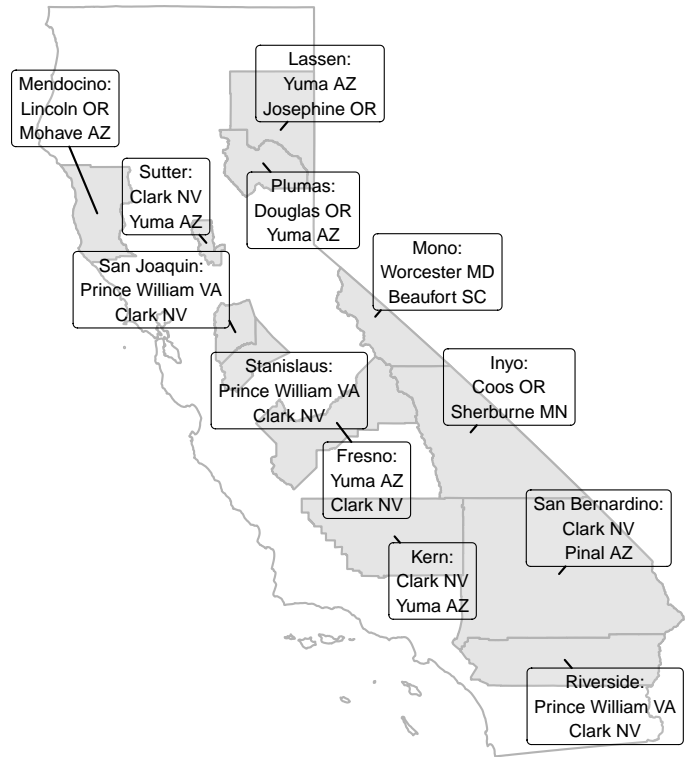 Lassen:
Yuma AZ
Josephine OR
Mendocino:
Lincoln OR
Mohave AZ
Sutter:
Clark NV
Yuma AZ
Plumas:
Douglas OR
Yuma AZ
Mono:
Worcester MD
Beaufort SC
San Joaquin:
Prince William VA
Clark NV
Stanislaus:
Prince William VA
Clark NV
Inyo:
Coos OR
Sherburne MN
Fresno:
Yuma AZ
Clark NV
San Bernardino:
Clark NV
Pinal AZ
Kern:
Clark NV
Yuma AZ
Riverside:
Prince William VA
Clark NV